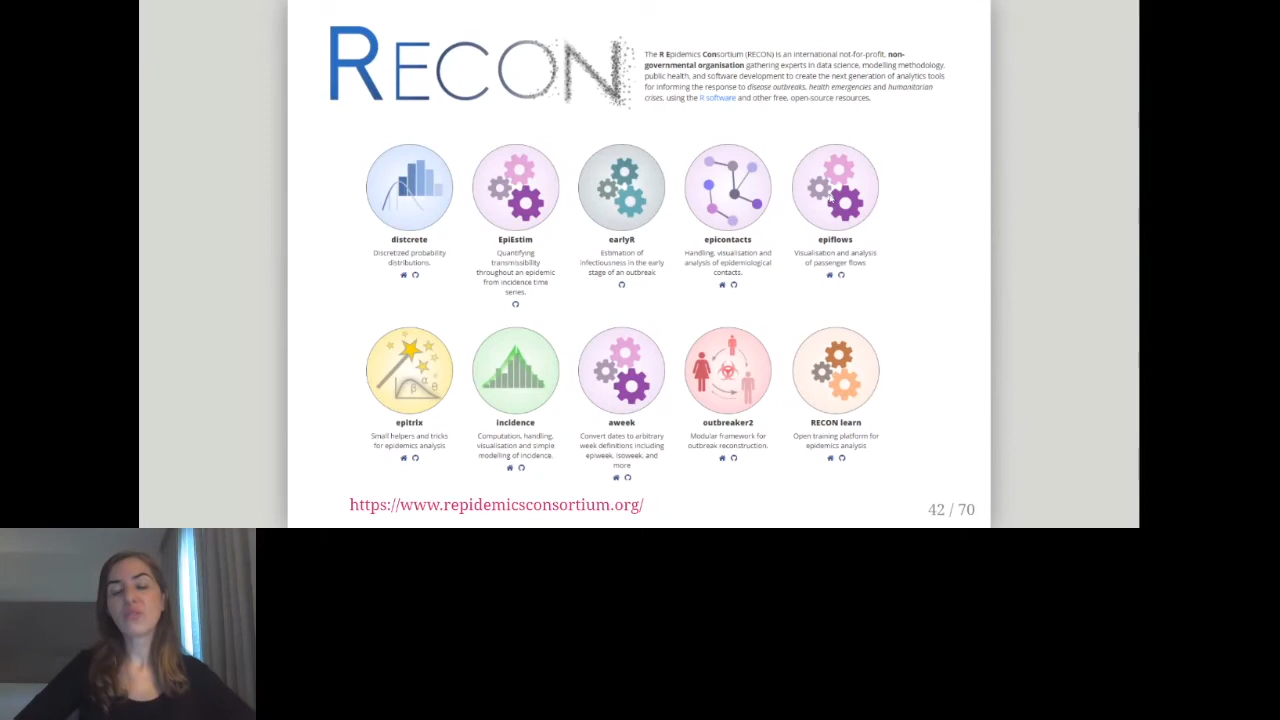 RECON
The R Epidemics Consortium (RECON) is an international not-for-profit, non-
governmental organisation gathering experts in data science, modelling methodology,
public health, and software development to create the next generation of analytics tools
for informing the response to disease outbreaks, health emergencies and humanitarian
crises, using the R software and other free, open-source resources.
distcrete
Discretized probability
distributions.
EpiEstim
Quantifying
transmissibility
throughout an epidemic
from incidence time
series.
earlyR
Estimation of
infectiousness in the early
stage of an outbreak
epicontacts
Handling, visualisation and
analysis of epidemiological
contacts.
epiflows
Visualisation and analysis
of passenger flows
β α θ
epitrix
Small helpers and tricks
for epidemics analysis
incidence
Computation, handling,
visualisation and simple
modelling of incidence.
aweek
Convert dates to arbitrary
week definitions including
epiweek, isoweek, and
more
outbreaker2
Modular framework for
outbreak reconstruction.
RECON learn
Open training platform for
epidemics analysis
https://www.repidemicsconsortium.org/
42 / 70